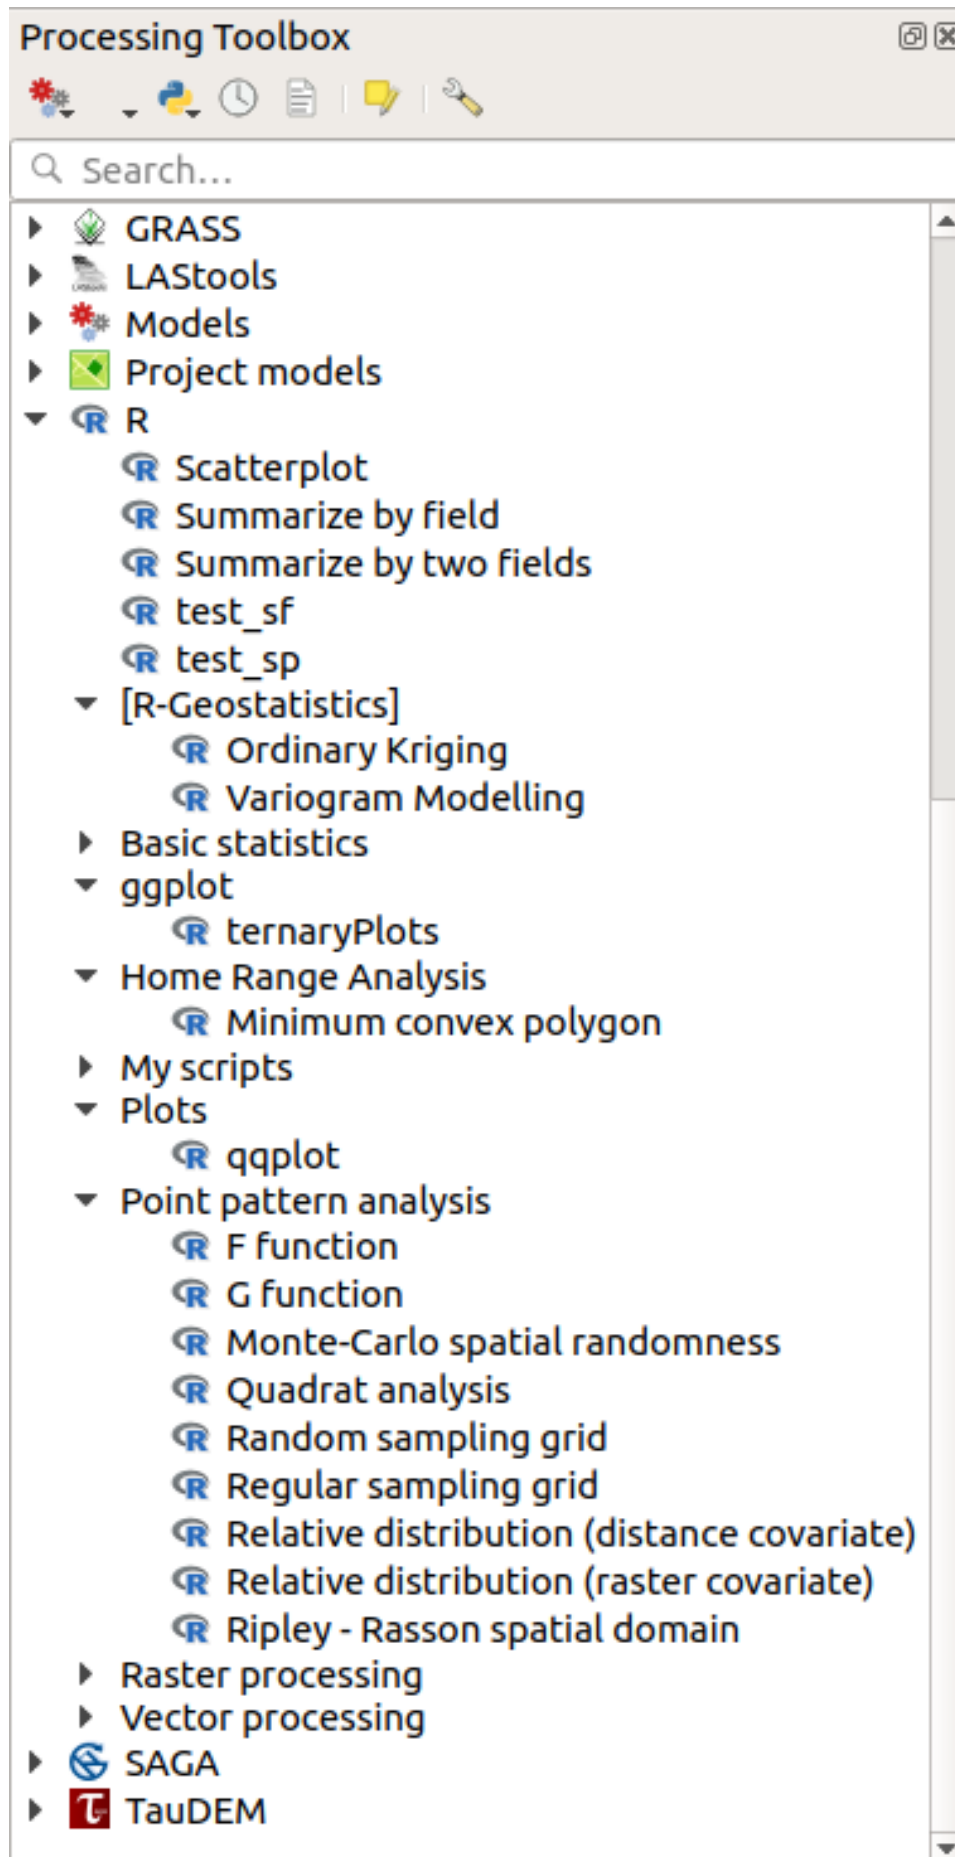 Processing Toolbox
Search...
GRASS
LAStools
Models
Project models
R
Scatterplot
Summarize by field
Summarize by two fields
test_sf
test_sp
[R-Geostatistics]
Ordinary Kriging
Variogram Modelling
Basic statistics
ggplot
ternaryPlots
Home Range Analysis
Minimum convex polygon
My scripts
Plots
qqplot
Point pattern analysis
F function
G function
Monte-Carlo spatial randomness
Quadrat analysis
Random sampling grid
Regular sampling grid
Relative distribution (distance covariate)
Relative distribution (raster covariate)
Ripley - Rasson spatial domain
Raster processing
Vector processing
SAGA
TauDEM